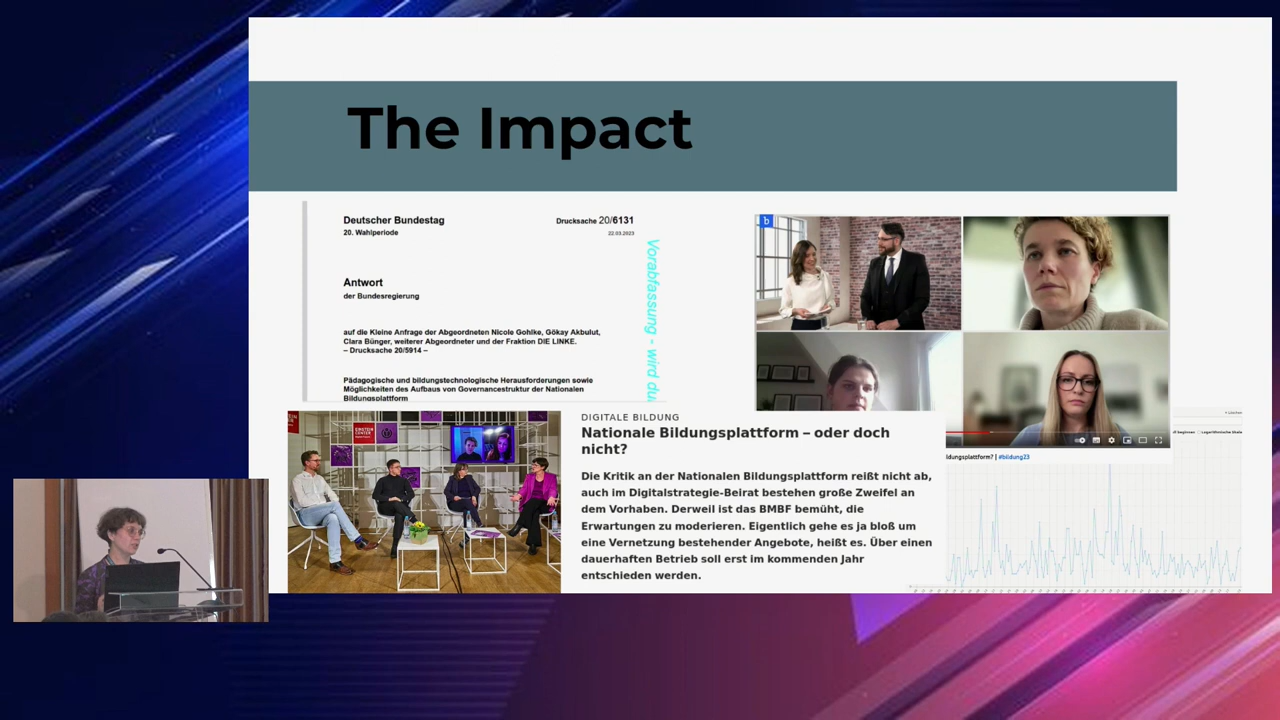 The Impact
Deutscher Bundestag
Drucksache 20/6131
20. Wahlperiode
22.03.2023
Vorabfassung - wird du
Antwort
der Bundesregierung
auf die Kleine Anfrage der Abgeordneten Nicole Gohlke, Gökay Akbulut,
Clara Bünger, weiterer Abgeordneter und der Fraktion DIE LINKE.
– Drucksache 20/5914 –
Pädagogische und bildungstechnologische Herausforderungen sowie
Möglichkeiten des Aufbaus von Governancestruktur der Nationalen
Bildungsplattform
b
DIGITALE BILDUNG
Nationale Bildungsplattform – oder doch
nicht?
Die Kritik an der Nationalen Bildungsplattform reißt nicht ab,
auch im Digitalstrategie-Beirat bestehen große Zweifel an
dem Vorhaben. Derweil ist das BMBF bemüht, die
Erwartungen zu moderieren. Eigentlich gehe es ja bloß um
eine Vernetzung bestehender Angebote, heißt es. Über einen
dauerhaften Betrieb soll erst im kommenden Jahr
entschieden werden.
ldungsplattform? | #bildung23